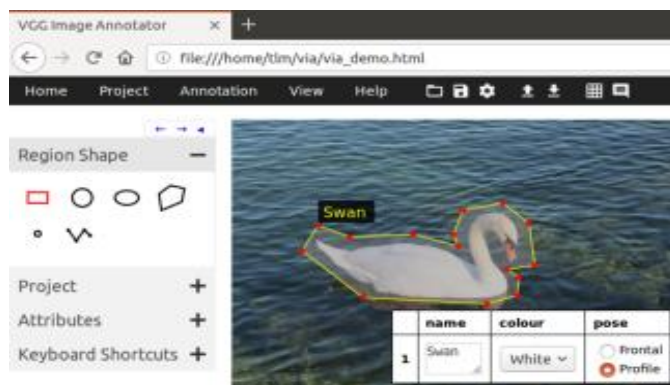 VGG Image Annotator × +
file:///home/tlm/via/via_demo.html
Home Project Annotation View Help
Region Shape −
Swan
Project +
Attributes +
Keyboard Shortcuts +
name colour pose
1 Swan White Frontal
Profile